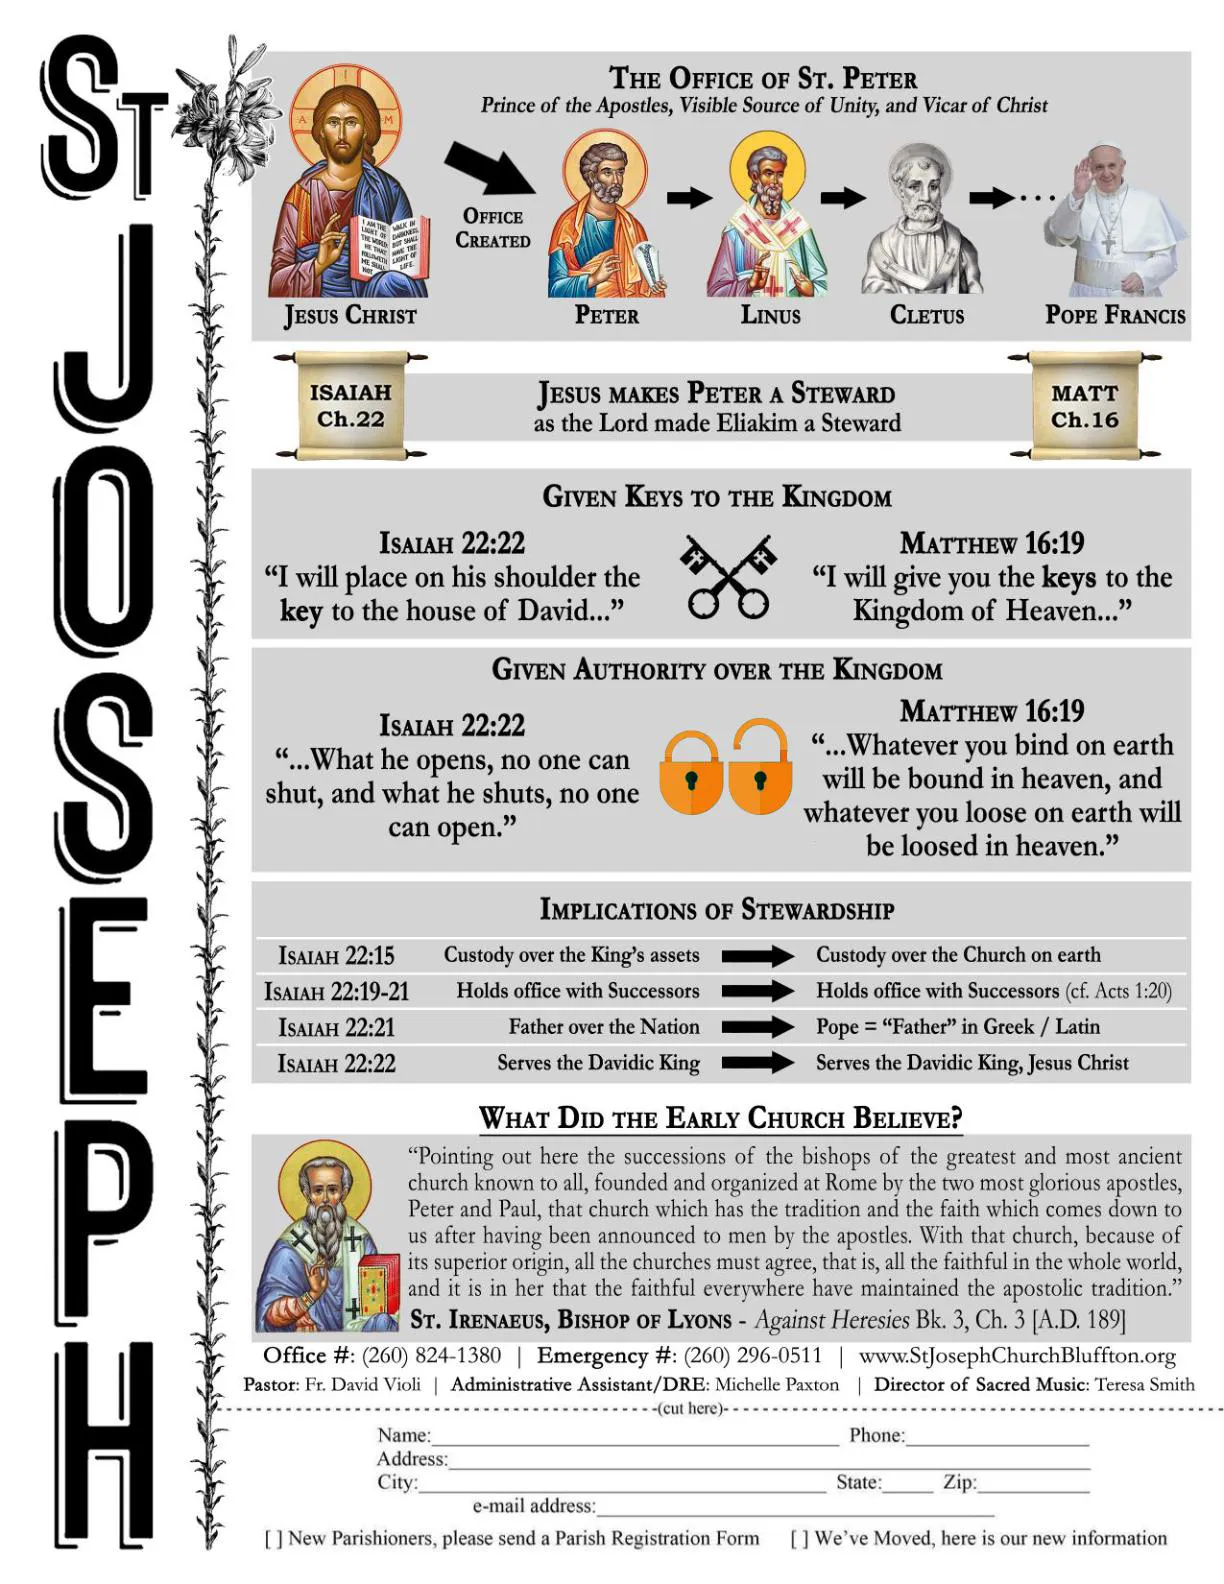 ST JOSEPH
THE OFFICE OF ST. PETER
Prince of the Apostles, Visible Source of Unity, and Vicar of Christ
A M
I AM THE LIGHT OF THE WORLD, HE THAT FOLLOWETH ME SHALL NOT
WALK IN DARKNESS, BUT SHALL HAVE THE LIGHT OF LIFE.
OFFICE
CREATED
...
JESUS CHRIST PETER LINUS CLETUS POPE FRANCIS
ISAIAH
Ch.22
JESUS MAKES PETER A STEWARD
as the Lord made Eliakim a Steward
MATT
Ch.16
GIVEN KEYS TO THE KINGDOM
ISAIAH 22:22
“I will place on his shoulder the
key to the house of David...”
MATTHEW 16:19
“I will give you the keys to the
Kingdom of Heaven...”
GIVEN AUTHORITY OVER THE KINGDOM
ISAIAH 22:22
“...What he opens, no one can
shut, and what he shuts, no one
can open.”
MATTHEW 16:19
“...Whatever you bind on earth
will be bound in heaven, and
whatever you loose on earth will
be loosed in heaven.”
IMPLICATIONS OF STEWARDSHIP
ISAIAH 22:15 Custody over the King’s assets Custody over the Church on earth
ISAIAH 22:19-21 Holds office with Successors Holds office with Successors (cf. Acts 1:20)
ISAIAH 22:21 Father over the Nation Pope = “Father” in Greek / Latin
ISAIAH 22:22 Serves the Davidic King Serves the Davidic King, Jesus Christ
WHAT DID THE EARLY CHURCH BELIEVE?
“Pointing out here the successions of the bishops of the greatest and most ancient
church known to all, founded and organized at Rome by the two most glorious apostles,
Peter and Paul, that church which has the tradition and the faith which comes down to
us after having been announced to men by the apostles. With that church, because of
its superior origin, all the churches must agree, that is, all the faithful in the whole world,
and it is in her that the faithful everywhere have maintained the apostolic tradition.”
ST. IRENAEUS, BISHOP OF LYONS - Against Heresies Bk. 3, Ch. 3 [A.D. 189]
Office #: (260) 824-1380 | Emergency #: (260) 296-0511 | www.StJosephChurchBluffton.org
Pastor: Fr. David Violi | Administrative Assistant/DRE: Michelle Paxton | Director of Sacred Music: Teresa Smith
(cut here)
Name: Phone:
Address:
City: State: Zip:
e-mail address:
[ ] New Parishioners, please send a Parish Registration Form [ ] We’ve Moved, here is our new information